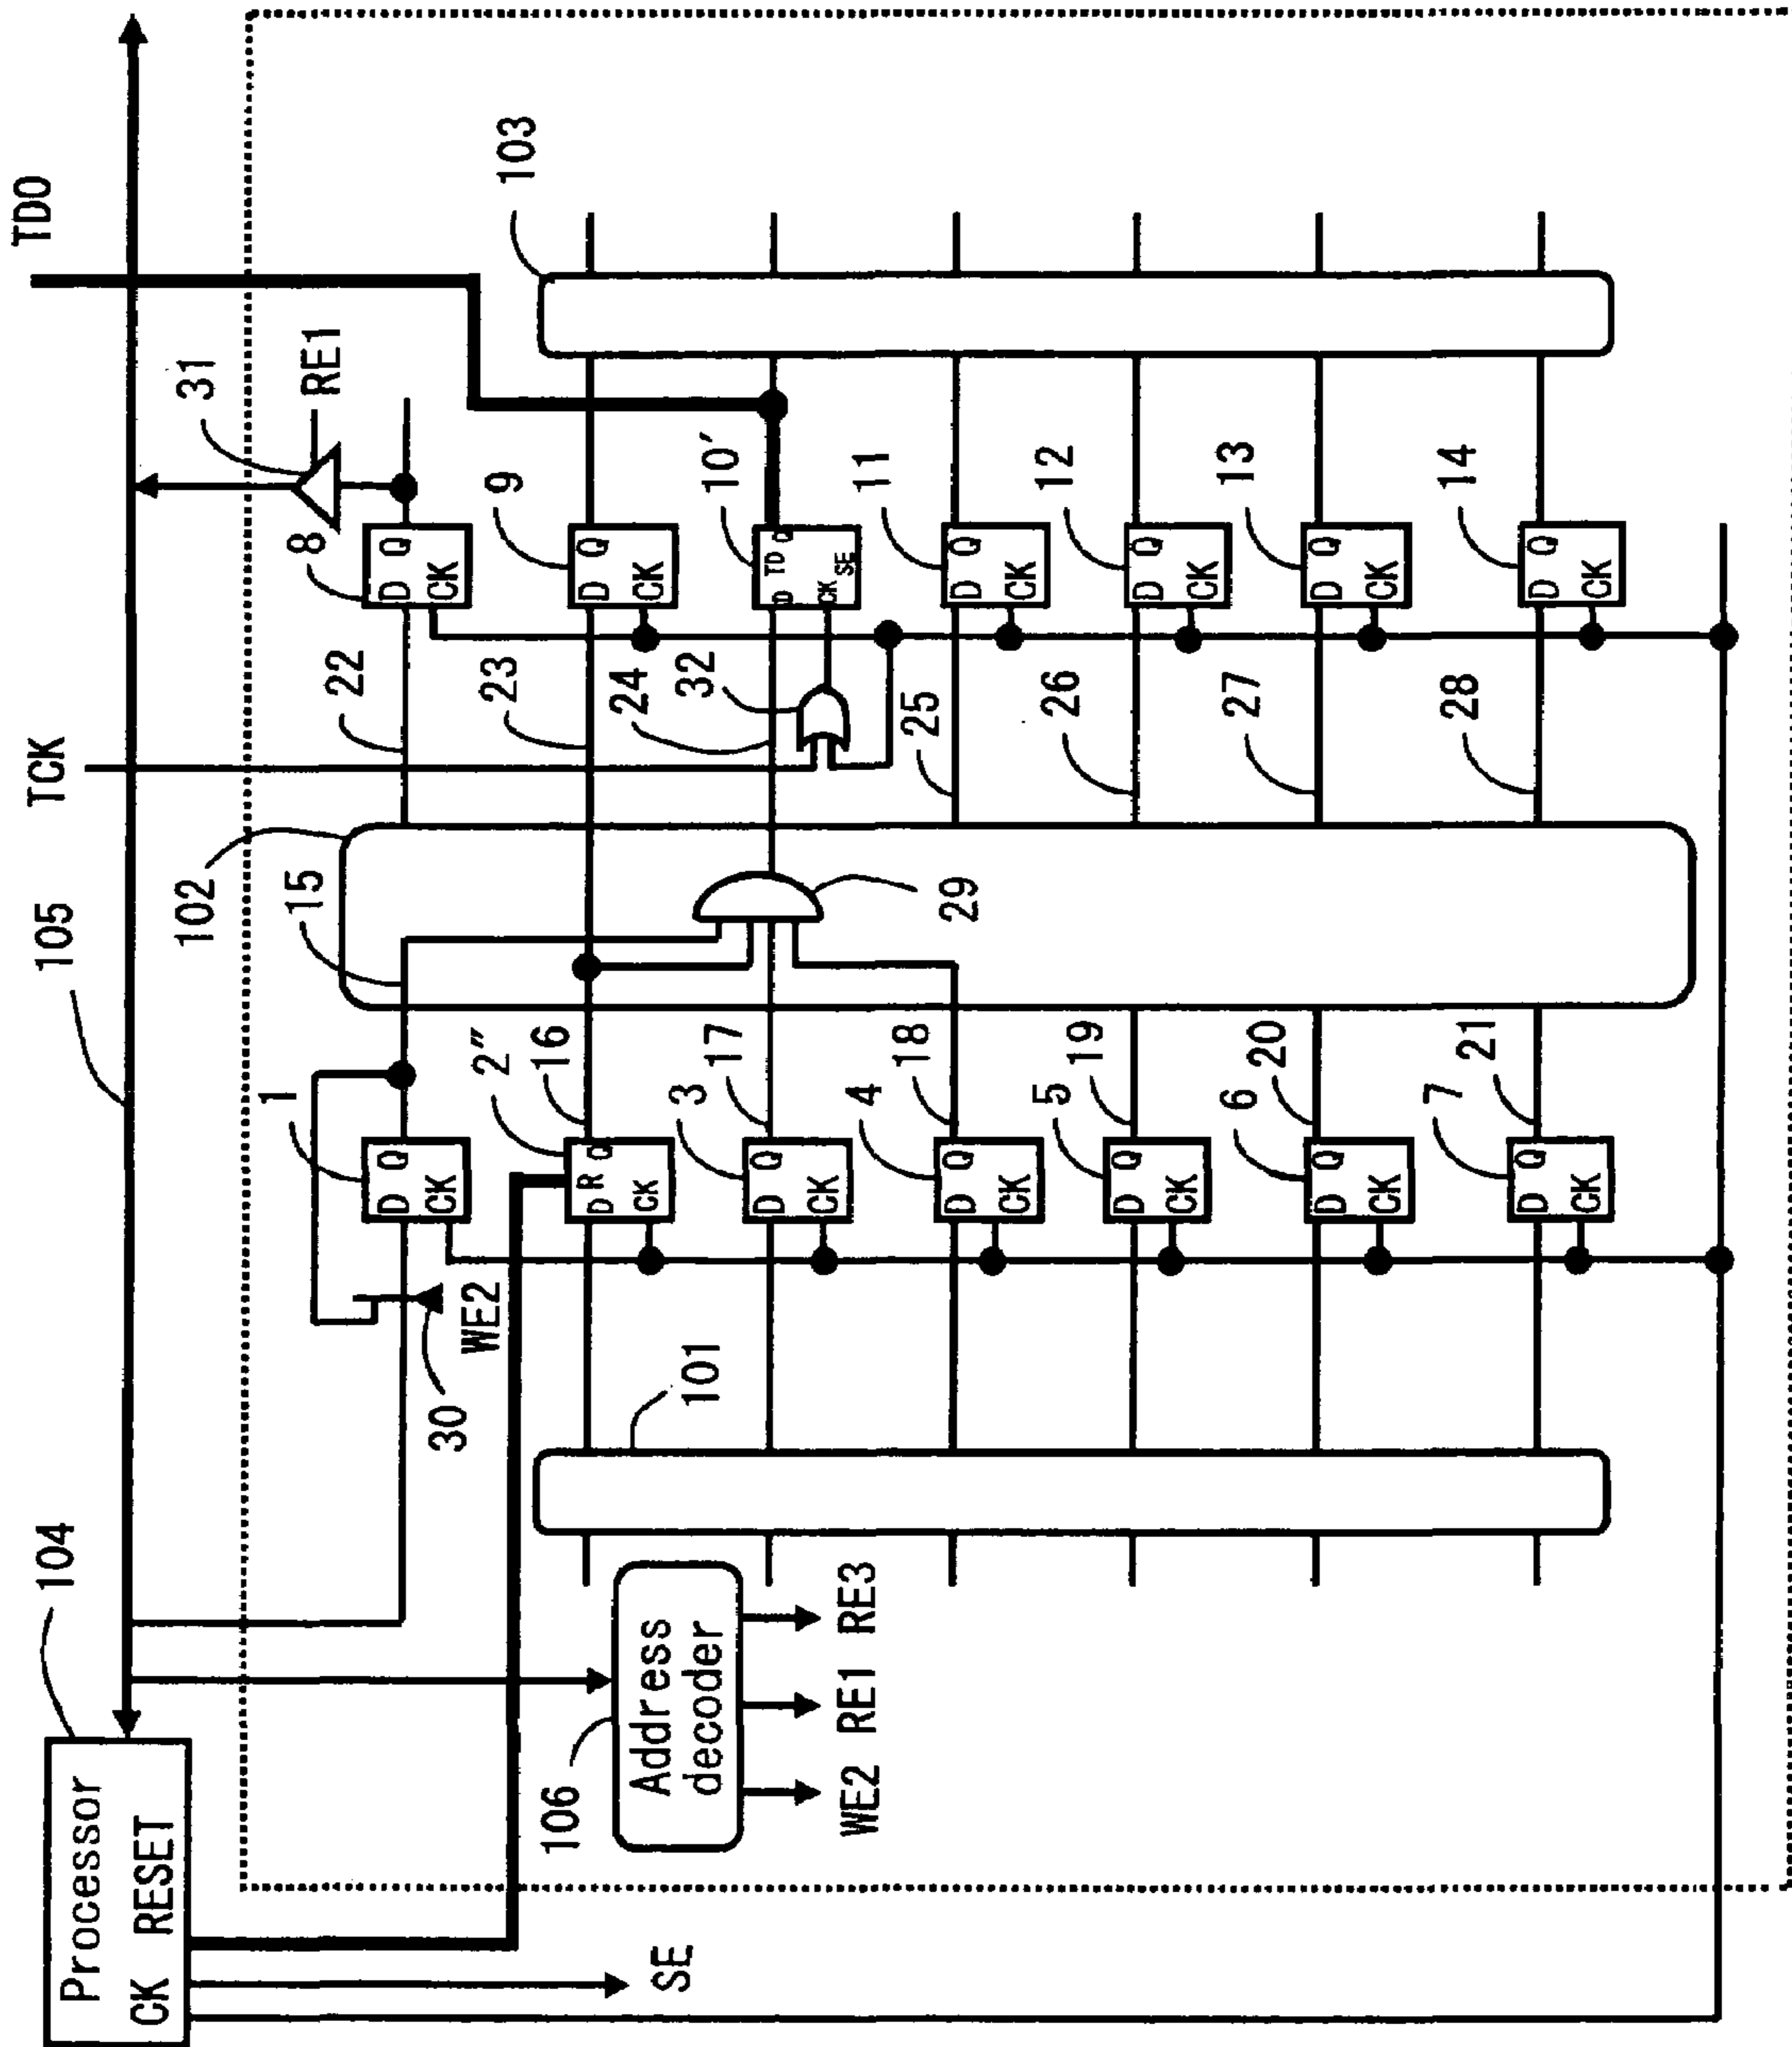 104
Processor
CK RESET
SE
105
TCK
TDO
106
Address
decoder
WE2 RE1 RE3
101
30
WE2
1
D Q
CK
2"
D R Q
CK
3
D Q
CK
4
D Q
CK
5
D Q
CK
6
D Q
CK
7
D Q
CK
16
17
18
19
20
21
102
15
29
22
23
24
32
25
26
27
28
31
RE1
8
D Q
CK
9
D Q
CK
10'
D TD Q
CK SE
11
D Q
CK
12
D Q
CK
13
D Q
CK
14
D Q
CK
103